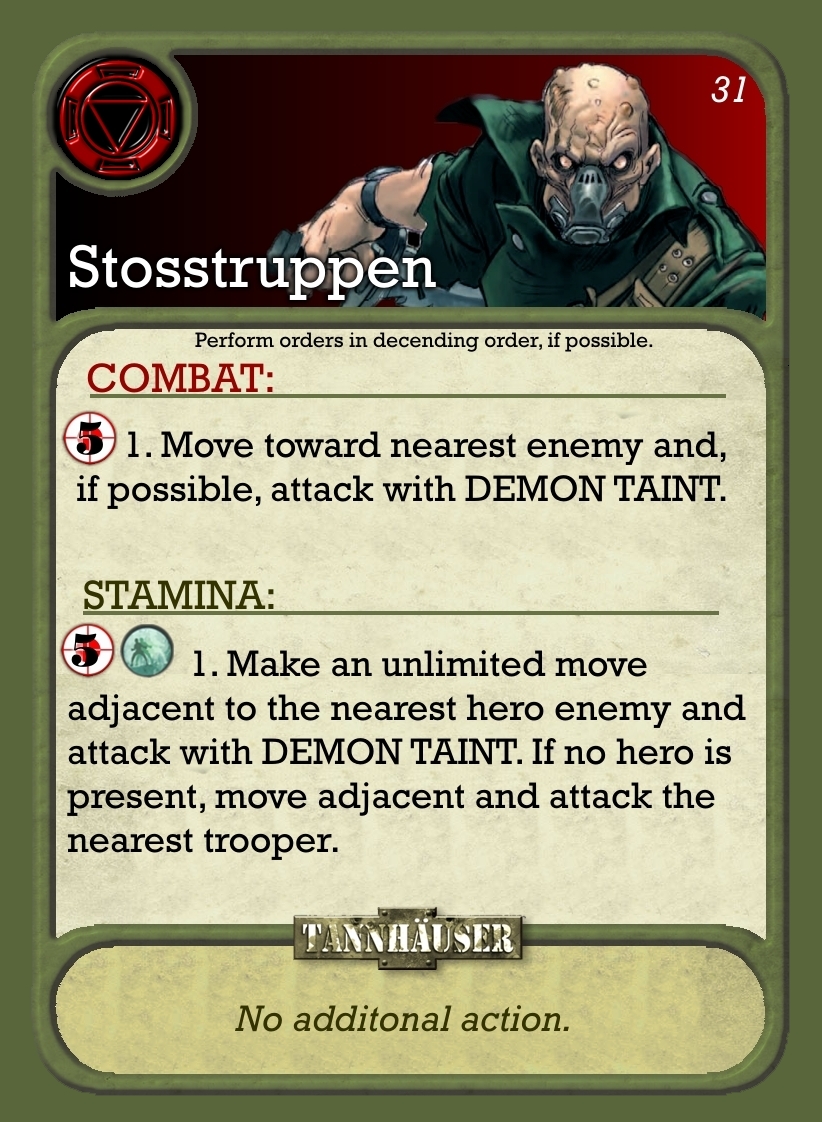 31
Stosstruppen
Perform orders in decending order, if possible.
COMBAT:
5 1. Move toward nearest enemy and,
if possible, attack with DEMON TAINT.
STAMINA:
5 1. Make an unlimited move
adjacent to the nearest hero enemy and
attack with DEMON TAINT. If no hero is
present, move adjacent and attack the
nearest trooper.
TANNHÄUSER
No additonal action.